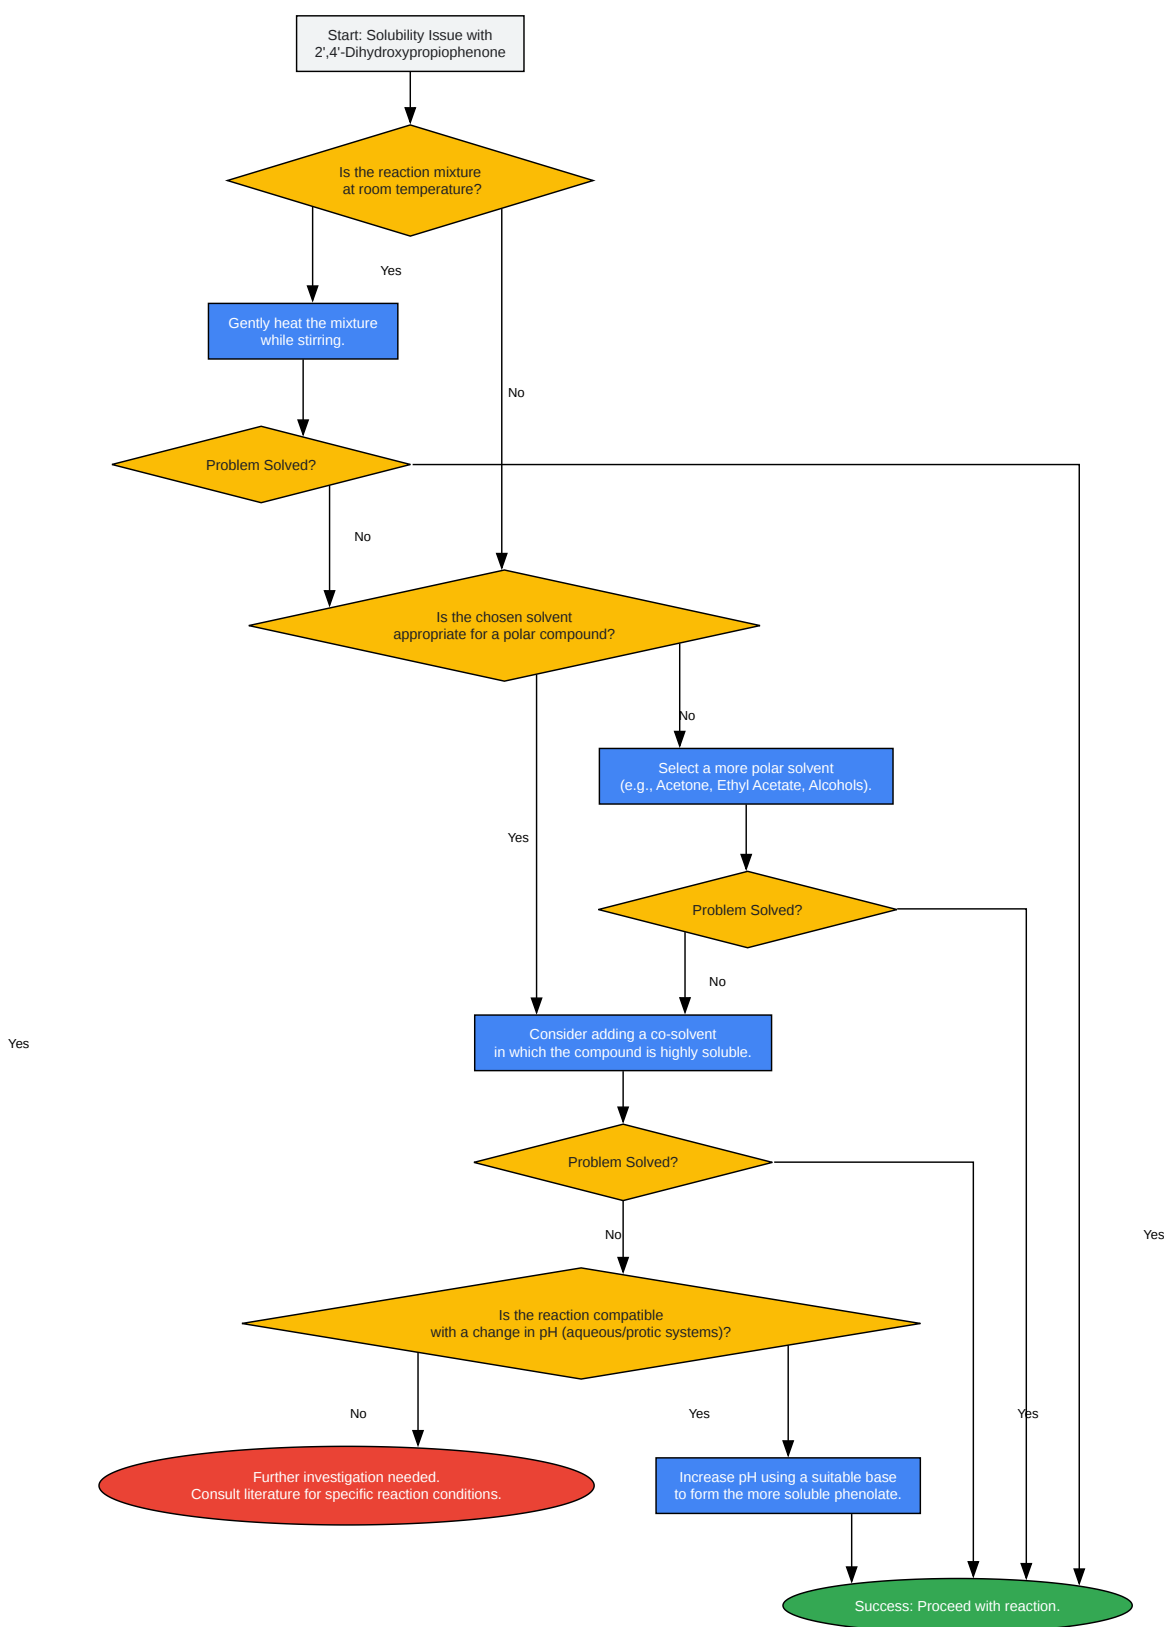 Start: Solubility Issue with
2',4'-Dihydroxypropiophenone
Is the reaction mixture
at room temperature?
Yes
Gently heat the mixture
while stirring.
No
Problem Solved?
No
Is the chosen solvent
appropriate for a polar compound?
No
Select a more polar solvent
(e.g., Acetone, Ethyl Acetate, Alcohols).
Yes
Problem Solved?
No
Consider adding a co-solvent
in which the compound is highly soluble.
Yes
Problem Solved?
No
Yes
Is the reaction compatible
with a change in pH (aqueous/protic systems)?
No
Yes
Yes
Further investigation needed.
Consult literature for specific reaction conditions.
Increase pH using a suitable base
to form the more soluble phenolate.
Success: Proceed with reaction.